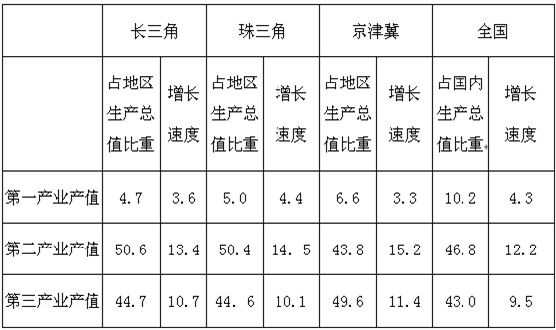 长三角 珠三角 京津冀 全国
占地区生产总值比重 增长速度 占地区生产总值比重 增长速度 占地区生产总值比重 增长速度 占国内生产总值比重 增长速度
第一产业产值 4.7 3.6 5.0 4.4 6.6 3.3 10.2 4.3
第二产业产值 50.6 13.4 50.4 14.5 43.8 15.2 46.8 12.2
第三产业产值 44.7 10.7 44.6 10.1 49.6 11.4 43.0 9.5